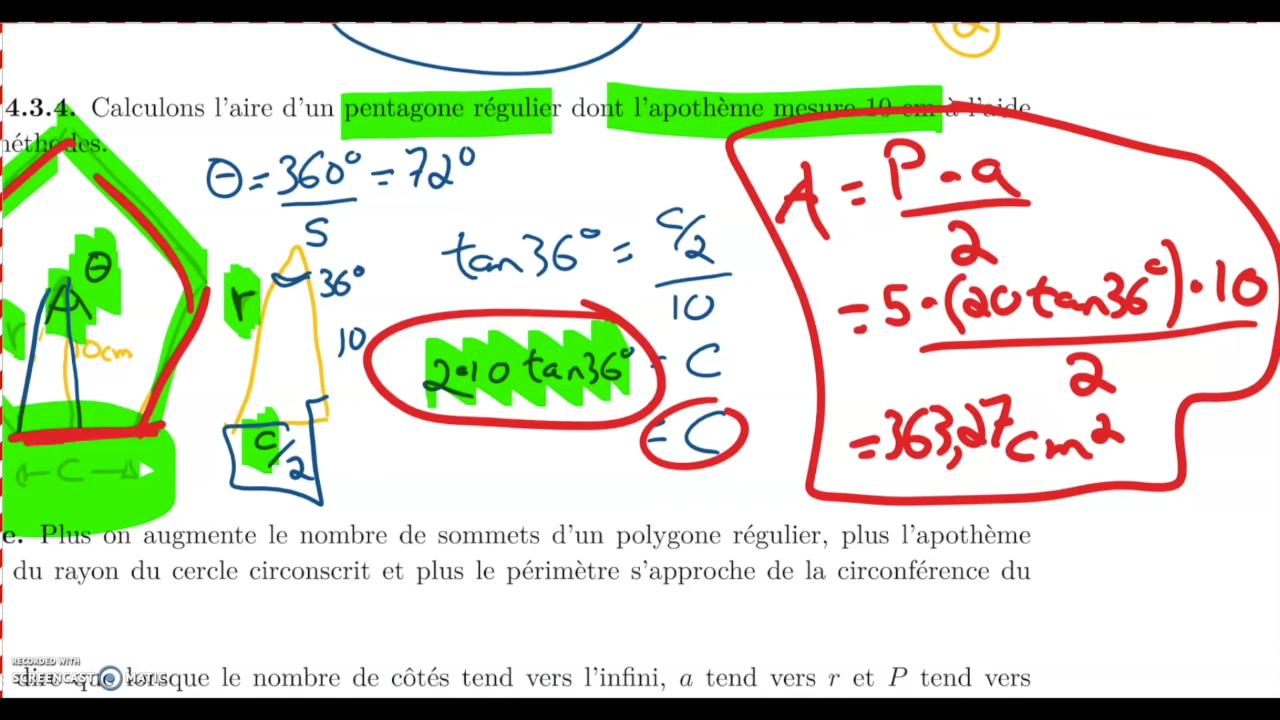 4.3.4. Calculons l'aire d'un pentagone régulier dont l'apothème mesure 10 cm à l'aide
méthodes.
θ = 360° = 72°
5
θ
r
10cm
← C →
r
36°
10
c/2
tan 36° = c/2
10
2·10 tan36° = C
= C
A = P · a
2
= 5 · (20 tan 36°) · 10
2
= 363,27 cm²
e. Plus on augmente le nombre de sommets d'un polygone régulier, plus l'apothème
du rayon du cercle circonscrit et plus le périmètre s'approche de la circonférence du
dire que lorsque le nombre de côtés tend vers l'infini, a tend vers r et P tend vers
RECORDED WITH
SCREENCAST MATIC